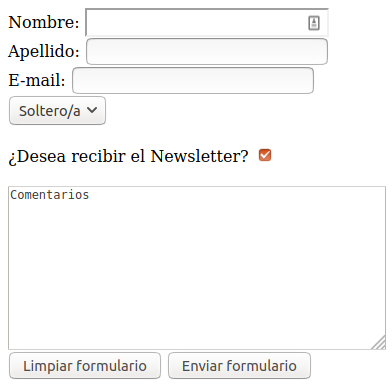 Nombre:
Apellido:
E-mail:
Soltero/a
¿Desea recibir el Newsletter?
Comentarios
Limpiar formulario Enviar formulario